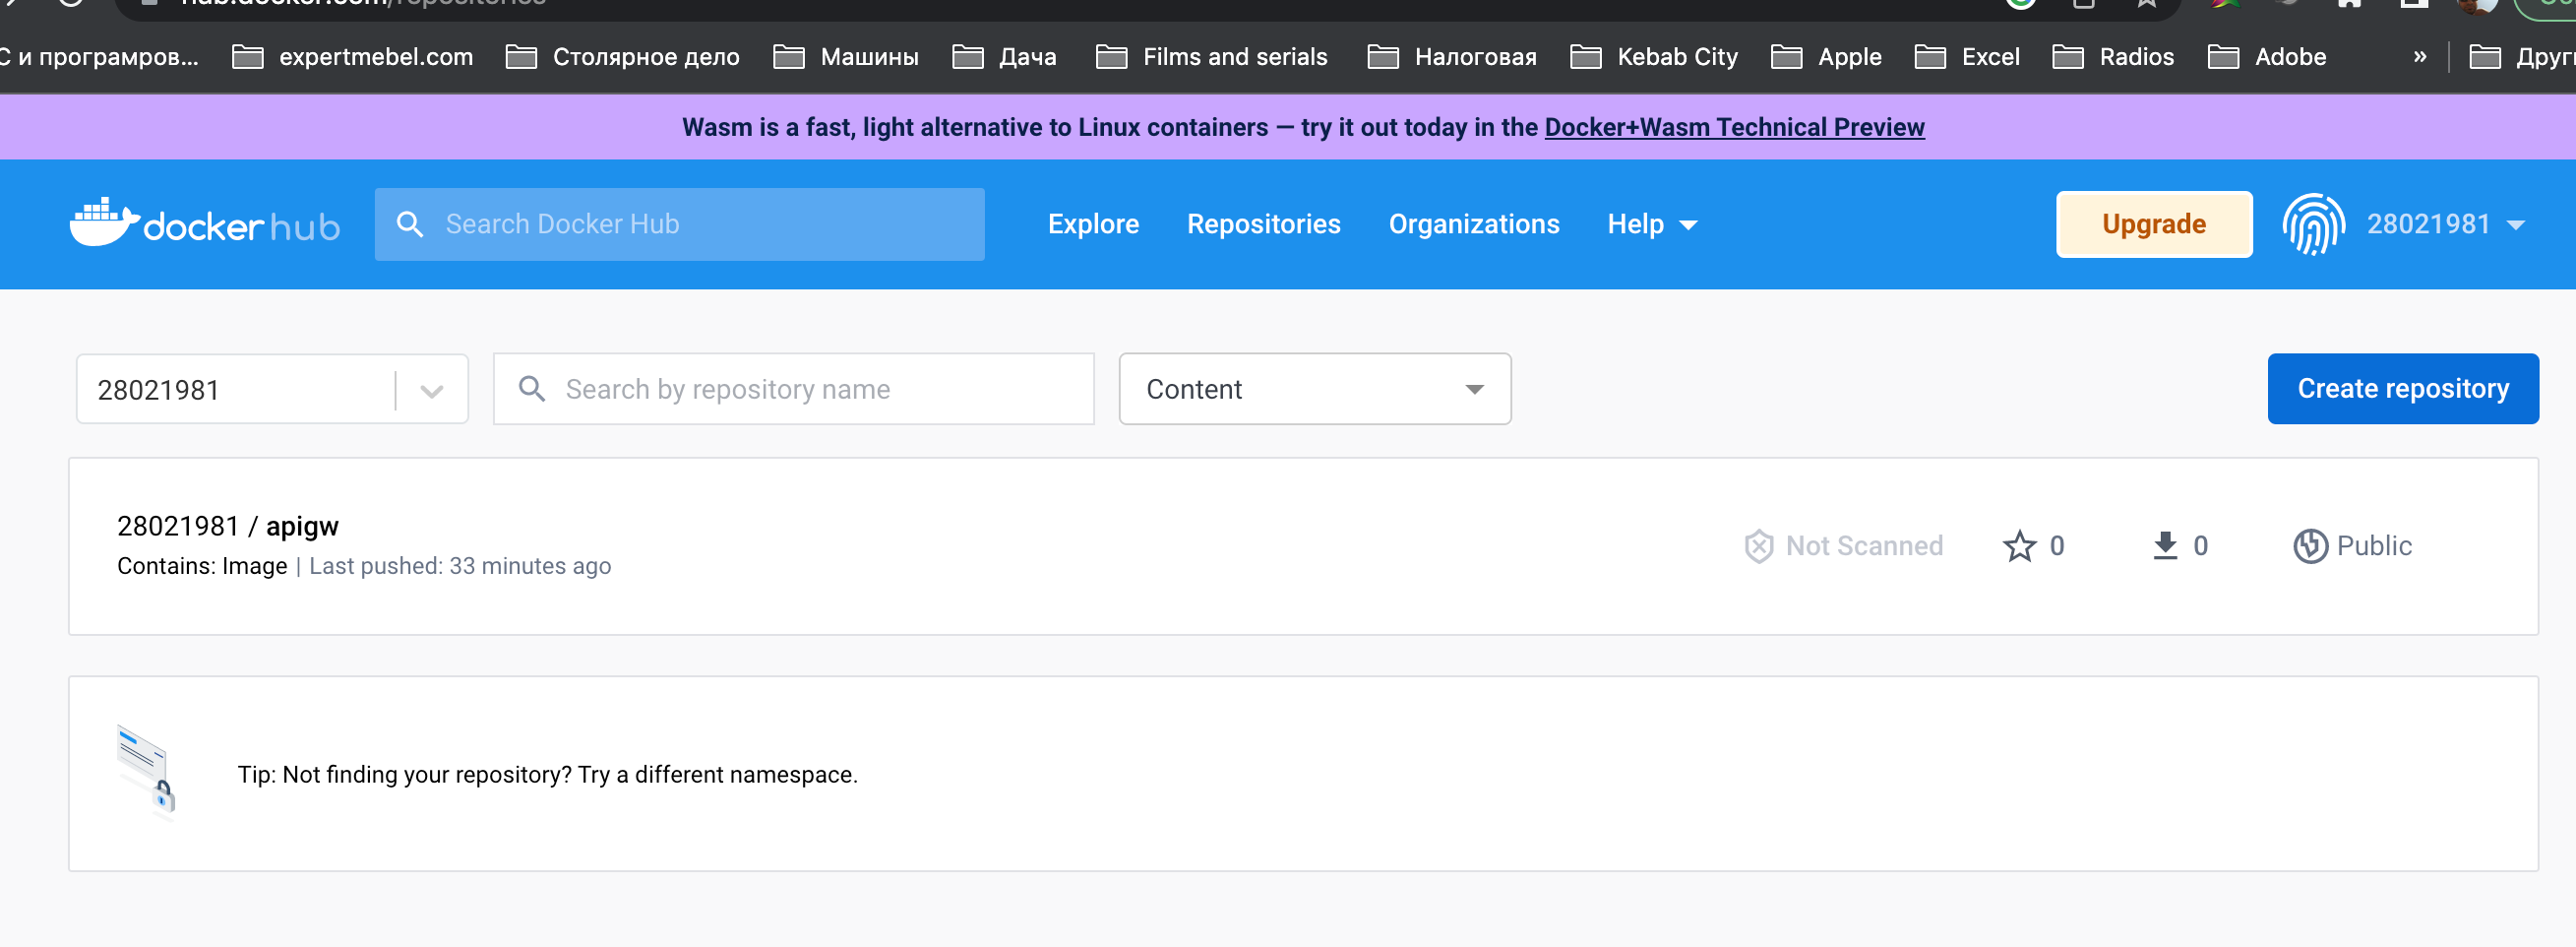 hub.docker.com/repositories
С и програмров... expertmebel.com Столярное дело Машины Дача Films and serials Налоговая Kebab City Apple Excel Radios Adobe »
Wasm is a fast, light alternative to Linux containers — try it out today in the Docker+Wasm Technical Preview
docker hub Search Docker Hub Explore Repositories Organizations Help Upgrade 28021981
28021981 Search by repository name Content Create repository
28021981 / apigw
Contains: Image | Last pushed: 33 minutes ago
Not Scanned 0 0 Public
Tip: Not finding your repository? Try a different namespace.